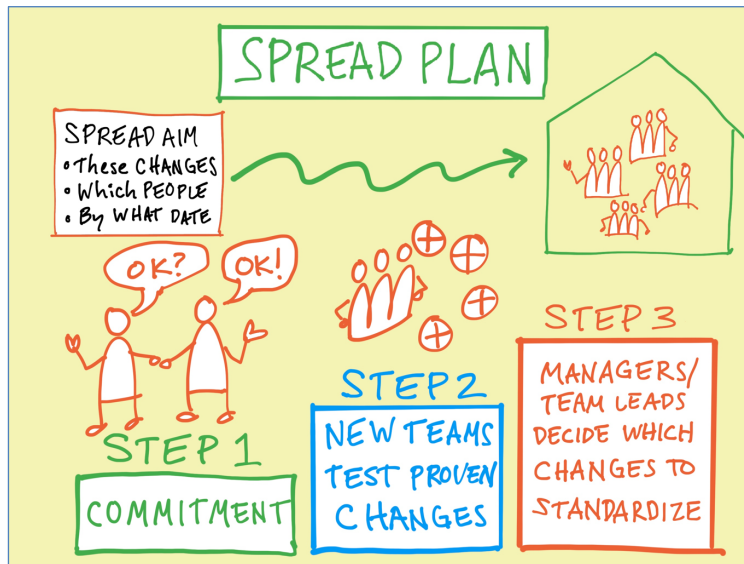 SPREAD PLAN
SPREAD AIM
• These CHANGES
• Which PEOPLE
• By WHAT DATE
OK?
OK!
STEP 1
COMMITMENT
STEP 2
NEW TEAMS
TEST PROVEN
CHANGES
STEP 3
MANAGERS/
TEAM LEADS
DECIDE WHICH
CHANGES TO
STANDARDIZE